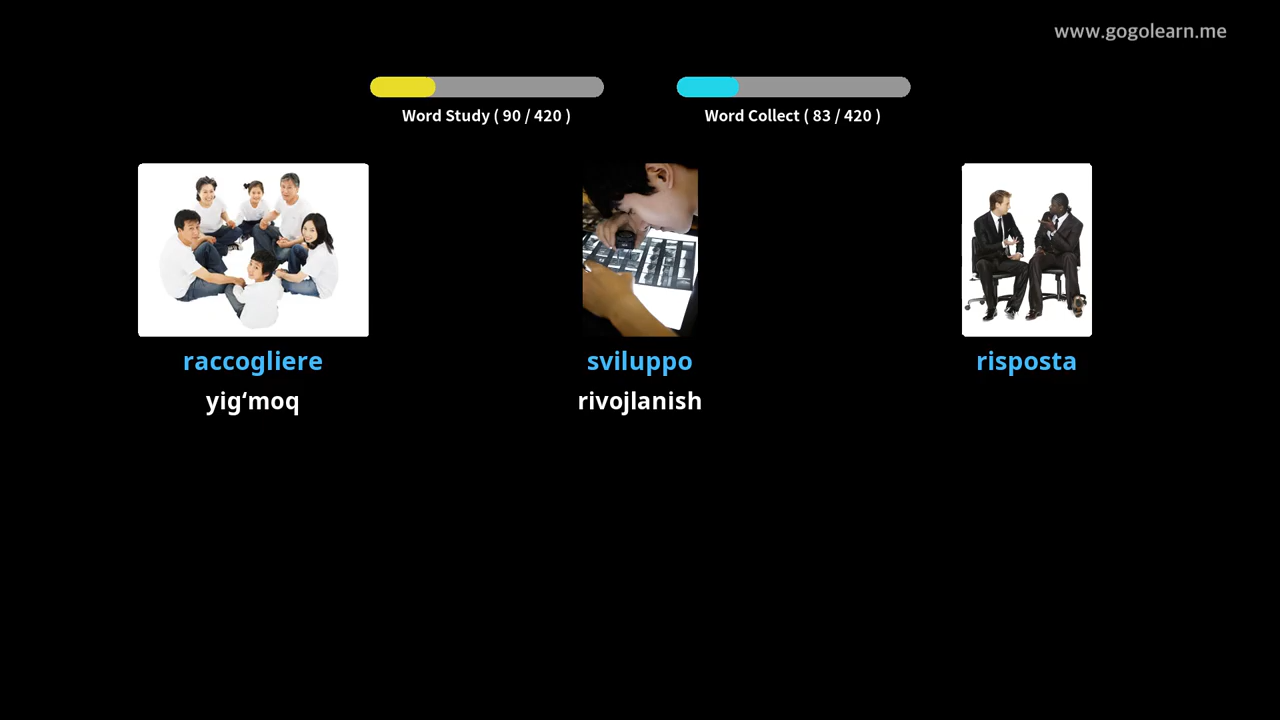 www.gogolearn.me
Word Study ( 90 / 420 )
Word Collect ( 83 / 420 )
raccogliere
yig‘moq
sviluppo
rivojlanish
risposta